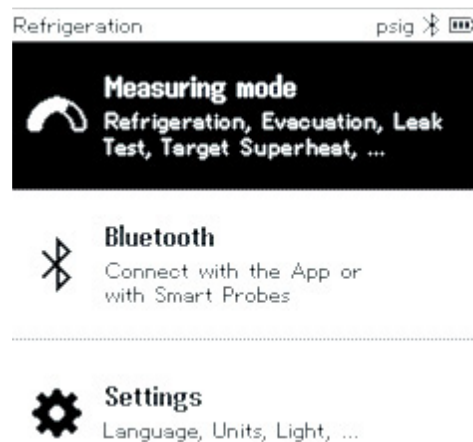 Refrigeration psig
Measuring mode
Refrigeration, Evacuation, Leak
Test, Target Superheat, ...
Bluetooth
Connect with the App or
with Smart Probes
Settings
Language, Units, Light, ...